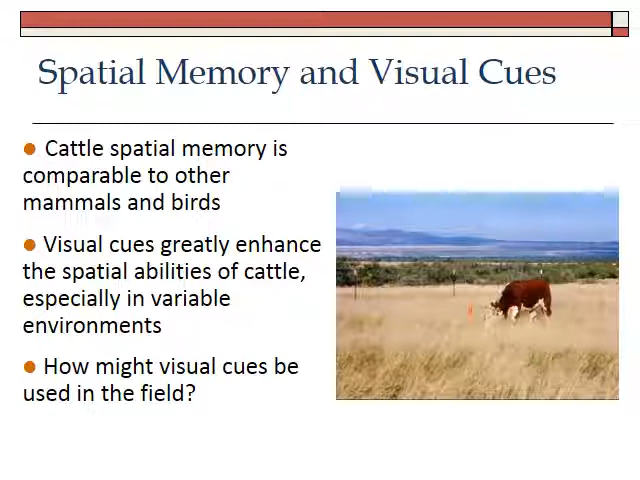 Spatial Memory and Visual Cues
● Cattle spatial memory is
comparable to other
mammals and birds
● Visual cues greatly enhance
the spatial abilities of cattle,
especially in variable
environments
● How might visual cues be
used in the field?